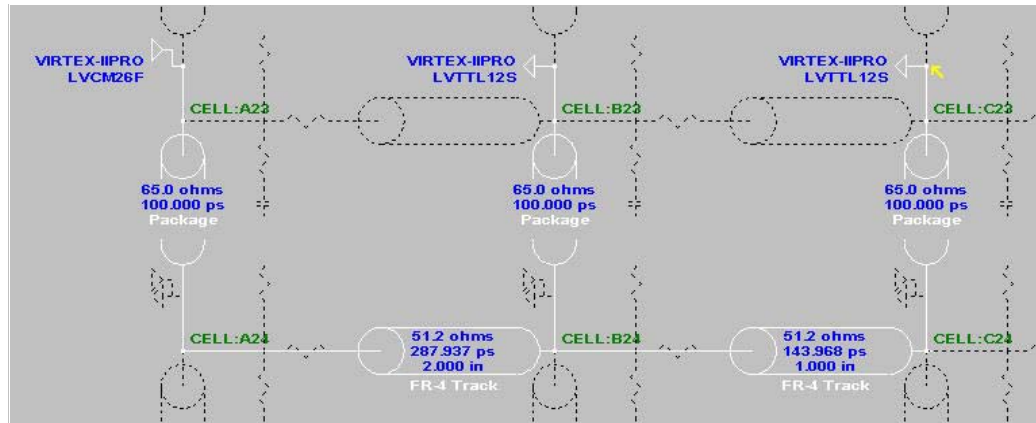 VIRTEX-IIPRO
LVCM26F
VIRTEX-IIPRO
LVTTL12S
VIRTEX-IIPRO
LVTTL12S
CELL:A23
CELL:B23
CELL:C23
65.0 ohms
100.000 ps
Package
65.0 ohms
100.000 ps
Package
65.0 ohms
100.000 ps
Package
CELL:A24
51.2 ohms
287.937 ps
2.000 in
FR-4 Track
CELL:B24
51.2 ohms
143.968 ps
1.000 in
FR-4 Track
CELL:C24